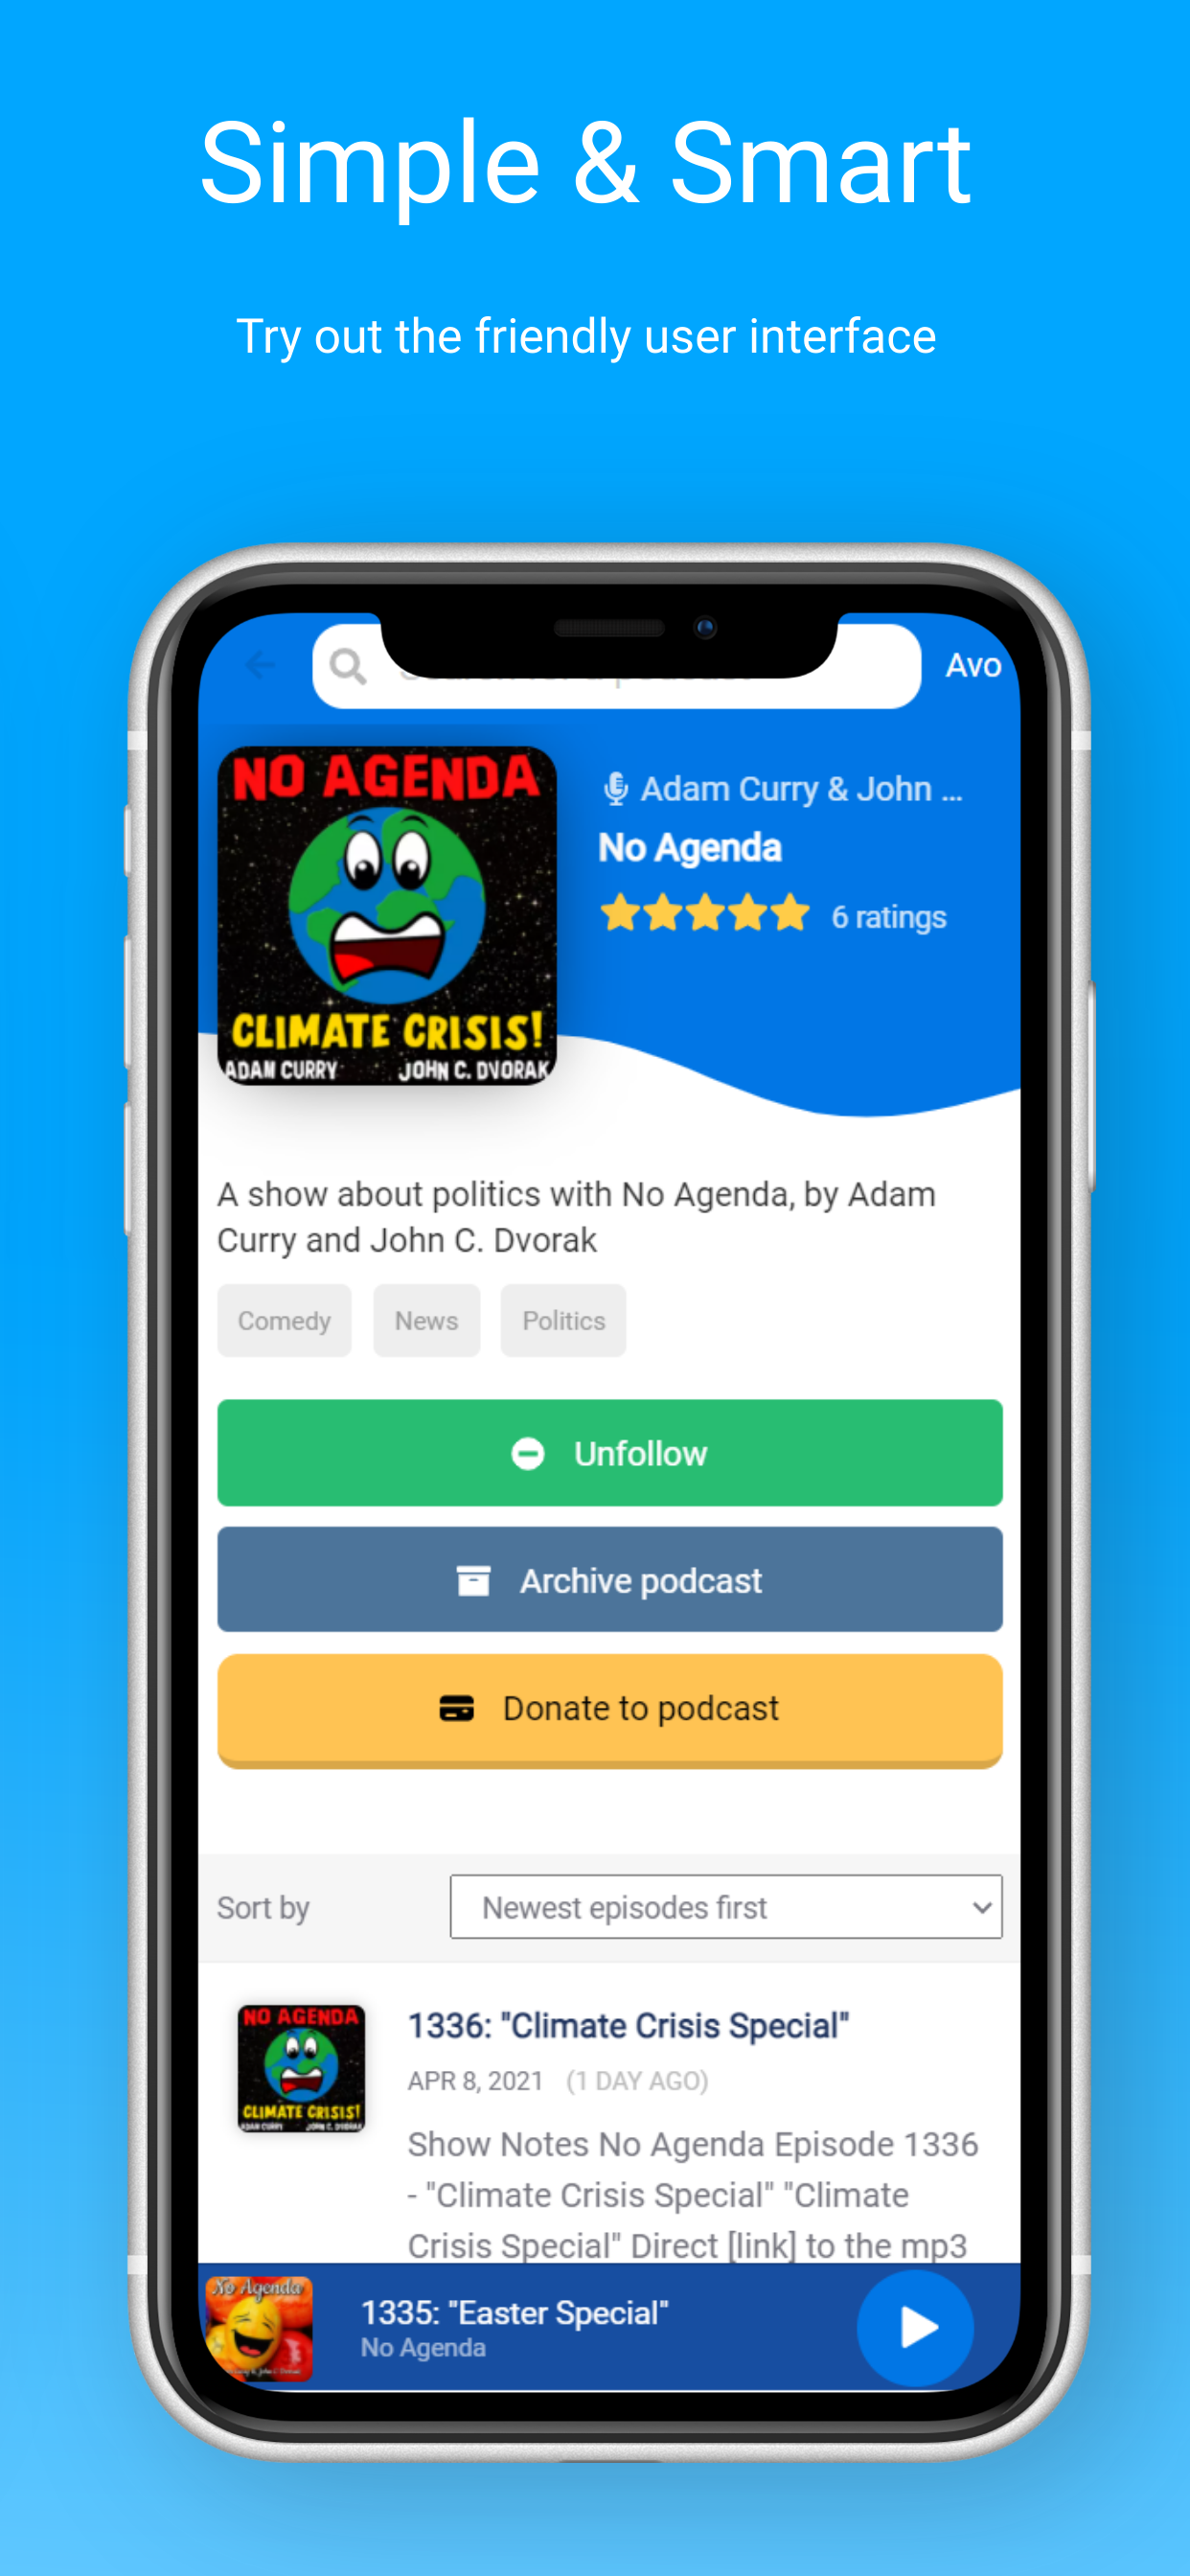 Simple & Smart
Try out the friendly user interface
Avo
NO AGENDA
CLIMATE CRISIS!
ADAM CURRY JOHN C. DVORAK
Adam Curry & John ...
No Agenda
6 ratings
A show about politics with No Agenda, by Adam
Curry and John C. Dvorak
Comedy News Politics
Unfollow
Archive podcast
Donate to podcast
Sort by Newest episodes first
NO AGENDA
CLIMATE CRISIS!
ADAM CURRY JOHN C. DVORAK
1336: "Climate Crisis Special"
APR 8, 2021 (1 DAY AGO)
Show Notes No Agenda Episode 1336
- "Climate Crisis Special" "Climate
Crisis Special" Direct [link] to the mp3
No Agenda
1335: "Easter Special"
No Agenda